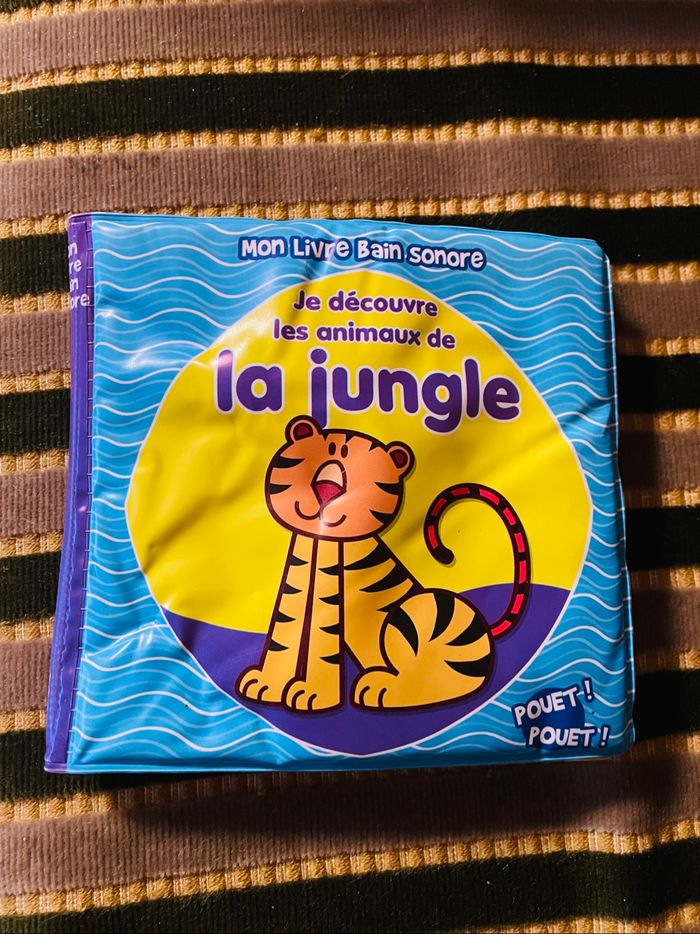 Mon Livre Bain sonore
Je découvre
les animaux de
la jungle
POUET !
POUET !